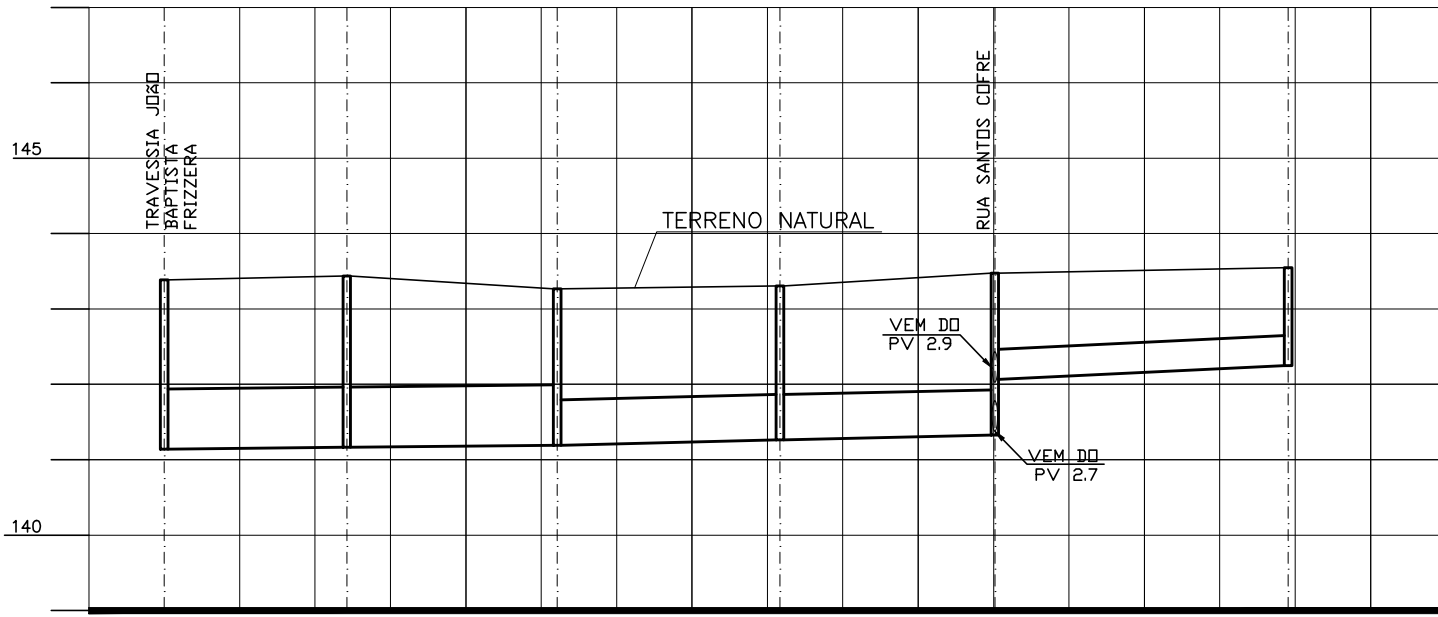 TRAVESSIA JOÃO
BAPTISTA
FRIZZERA
RUA SANTOS COFRE
145
TERRENO NATURAL
VEM DO
PV 2.9
VEM DO
PV 2.7
140